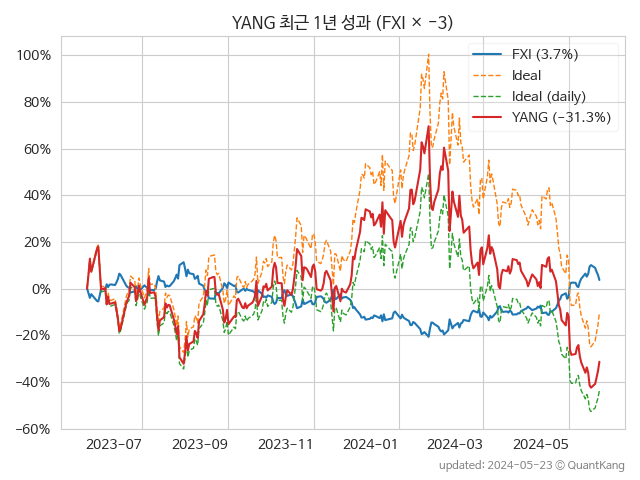 YANG 최근 1년 성과 (FXI × −3)
FXI (3.7%)
Ideal
Ideal (daily)
YANG (−31.3%)
100%
80%
60%
40%
20%
0%
−20%
−40%
−60%
2023-07 2023-09 2023-11 2024-01 2024-03 2024-05
updated: 2024-05-23 ⓒ QuantKang